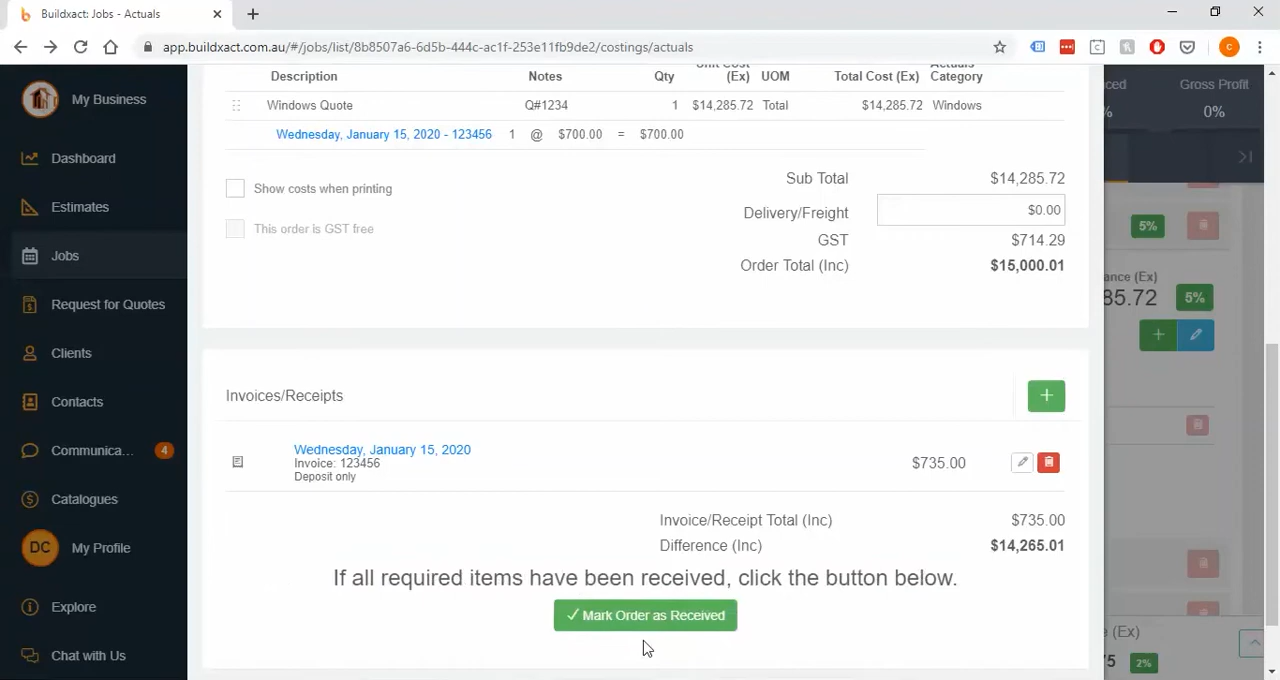 Buildxact: Jobs - Actuals
app.buildxact.com.au/#/jobs/list/8b8507a6-6d5b-444c-ac1f-253e11fb9de2/costings/actuals
C
My Business
Dashboard
Estimates
Jobs
Request for Quotes
Clients
Contacts
Communica... 4
Catalogues
DC My Profile
Explore
Chat with Us
Description Notes Qty Unit Cost (Ex) UOM Total Cost (Ex) Actuals Category
Windows Quote Q#1234 1 $14,285.72 Total $14,285.72 Windows
Wednesday, January 15, 2020 - 123456 1 @ $700.00 = $700.00
Show costs when printing
This order is GST free
Sub Total $14,285.72
Delivery/Freight $0.00
GST $714.29
Order Total (Inc) $15,000.01
Invoices/Receipts
Wednesday, January 15, 2020
Invoice: 123456
Deposit only
$735.00
Invoice/Receipt Total (Inc) $735.00
Difference (Inc) $14,265.01
If all required items have been received, click the button below.
Mark Order as Received
Gross Profit
% 0%
5%
(Ex)
85.72 5%
(Ex)
2%